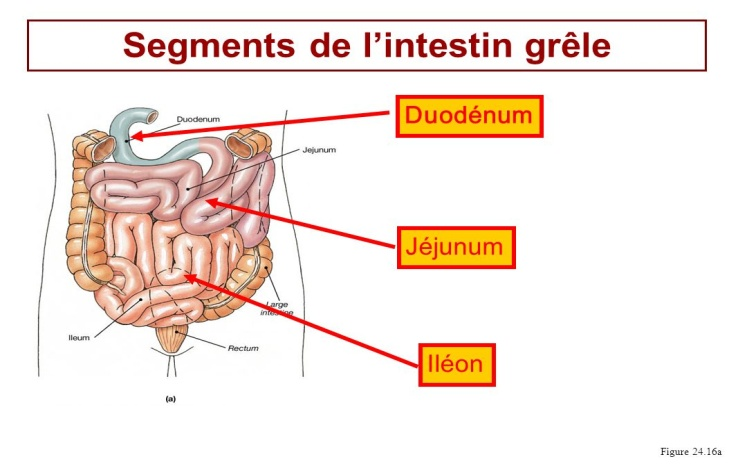 Segments de l’intestin grêle
Duodenum
Duodénum
Jejunum
Jéjunum
Large
intestine
Ileum
Rectum
Iléon
(a)
Figure 24.16a